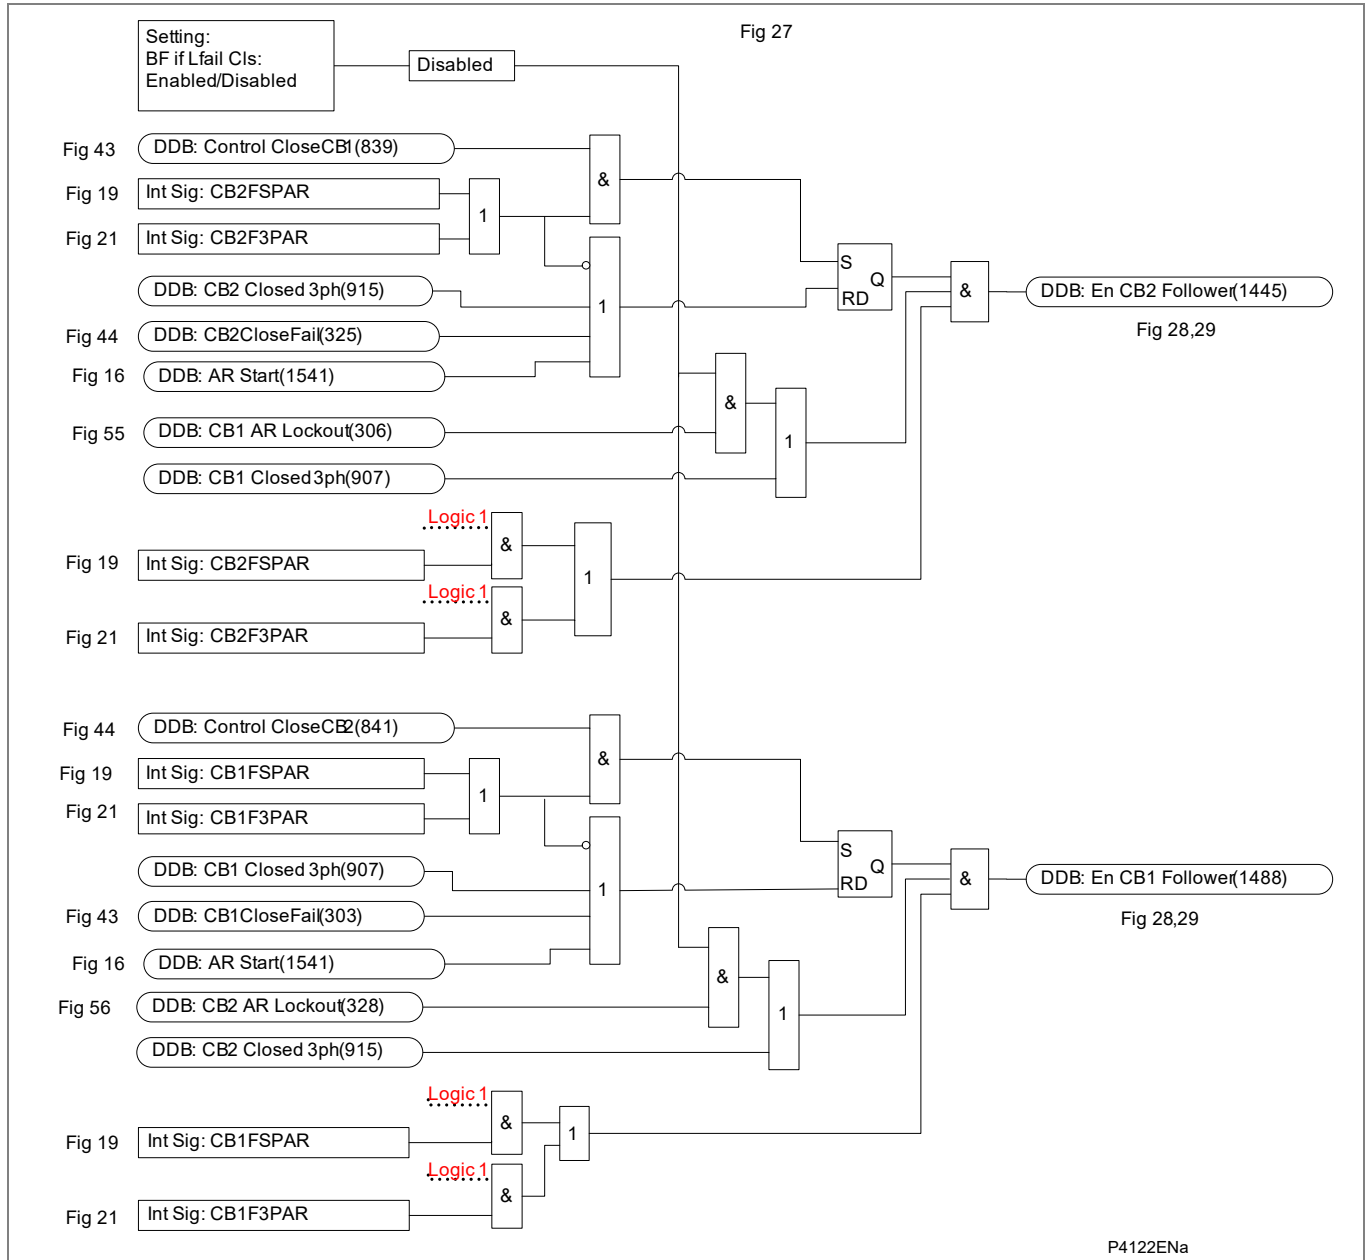 Fig 27
Setting:
BF if Lfail Cls:
Enabled/Disabled
Disabled
Fig 43
DDB: Control CloseCB1(839)
&
Fig 19
Int Sig: CB2FSPAR
1
Fig 21
Int Sig: CB2F3PAR
DDB: CB2 Closed 3ph(915)
1
S
Q
RD
&
DDB: En CB2 Follower(1445)
Fig 28,29
Fig 44
DDB: CB2CloseFail(325)
Fig 16
DDB: AR Start(1541)
&
Fig 55
DDB: CB1 AR Lockout(306)
1
DDB: CB1 Closed 3ph(907)
Logic 1
&
Fig 19
Int Sig: CB2FSPAR
1
Logic 1
&
Fig 21
Int Sig: CB2F3PAR
Fig 44
DDB: Control CloseCB2(841)
&
Fig 19
Int Sig: CB1FSPAR
1
Fig 21
Int Sig: CB1F3PAR
DDB: CB1 Closed 3ph(907)
1
S
Q
RD
&
DDB: En CB1 Follower(1488)
Fig 28,29
Fig 43
DDB: CB1CloseFail(303)
Fig 16
DDB: AR Start(1541)
&
Fig 56
DDB: CB2 AR Lockout(328)
1
DDB: CB2 Closed 3ph(915)
Logic 1
&
Fig 19
Int Sig: CB1FSPAR
1
Logic 1
&
Fig 21
Int Sig: CB1F3PAR
P4122ENa